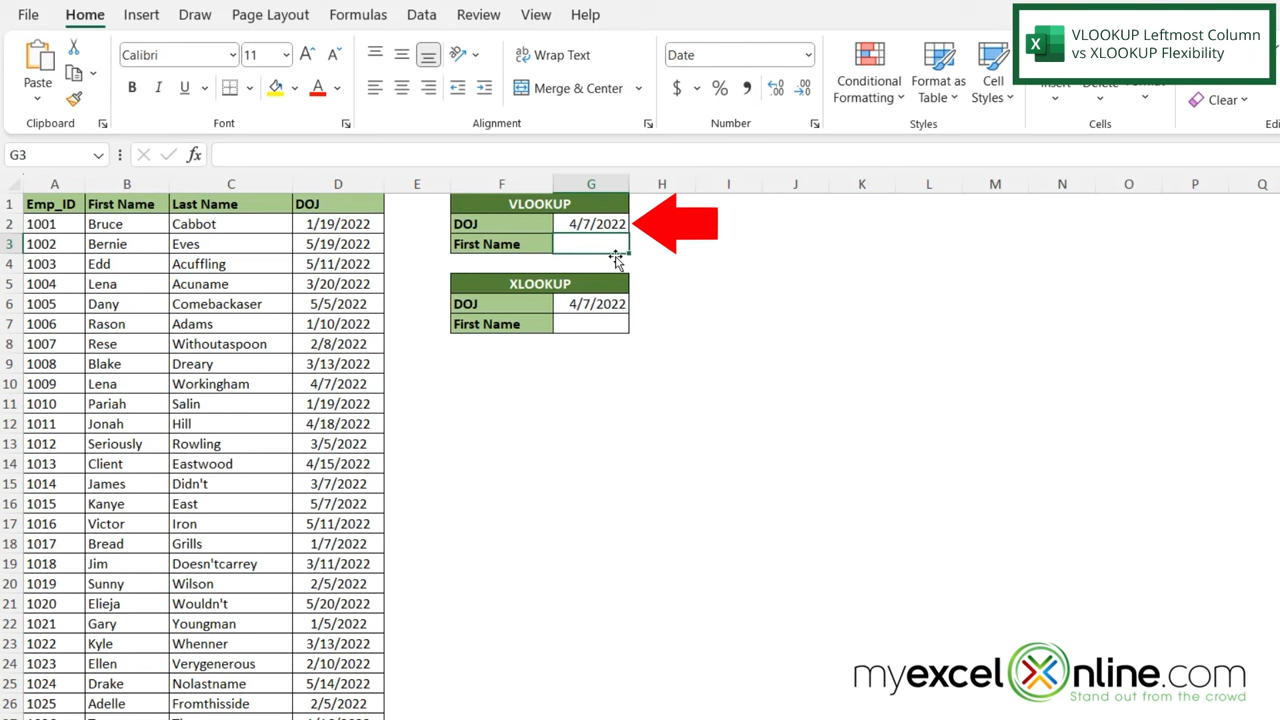 File Home Insert Draw Page Layout Formulas Data Review View Help
VLOOKUP Leftmost Column
vs XLOOKUP Flexibility
Paste
Calibri 11
Wrap Text
Merge & Center
Date
Conditional
Formatting
Format as
Table
Cell
Styles
Clear
Clipboard Font Alignment Number Styles Cells
G3 fx
A B C D E F G H I J K L M N O P Q
1 Emp_ID First Name Last Name DOJ VLOOKUP
2 1001 Bruce Cabbot 1/19/2022 DOJ 4/7/2022
3 1002 Bernie Eves 5/19/2022 First Name
4 1003 Edd Acuffling 5/11/2022
5 1004 Lena Acuname 3/20/2022 XLOOKUP
6 1005 Dany Comebackaser 5/5/2022 DOJ 4/7/2022
7 1006 Rason Adams 1/10/2022 First Name
8 1007 Rese Withoutaspoon 2/8/2022
9 1008 Blake Dreary 3/13/2022
10 1009 Lena Workingham 4/7/2022
11 1010 Pariah Salin 1/19/2022
12 1011 Jonah Hill 4/18/2022
13 1012 Seriously Rowling 3/5/2022
14 1013 Client Eastwood 4/15/2022
15 1014 James Didn't 3/7/2022
16 1015 Kanye East 5/7/2022
17 1016 Victor Iron 5/11/2022
18 1017 Bread Grills 1/7/2022
19 1018 Jim Doesn'tcarrey 3/11/2022
20 1019 Sunny Wilson 2/5/2022
21 1020 Elieja Wouldn't 5/20/2022
22 1021 Gary Youngman 1/5/2022
23 1022 Kyle Whenner 3/13/2022
24 1023 Ellen Verygenerous 2/10/2022
25 1024 Drake Nolastname 5/14/2022
26 1025 Adelle Fromthisside 2/5/2022
myexcelonline.com
Stand out from the crowd